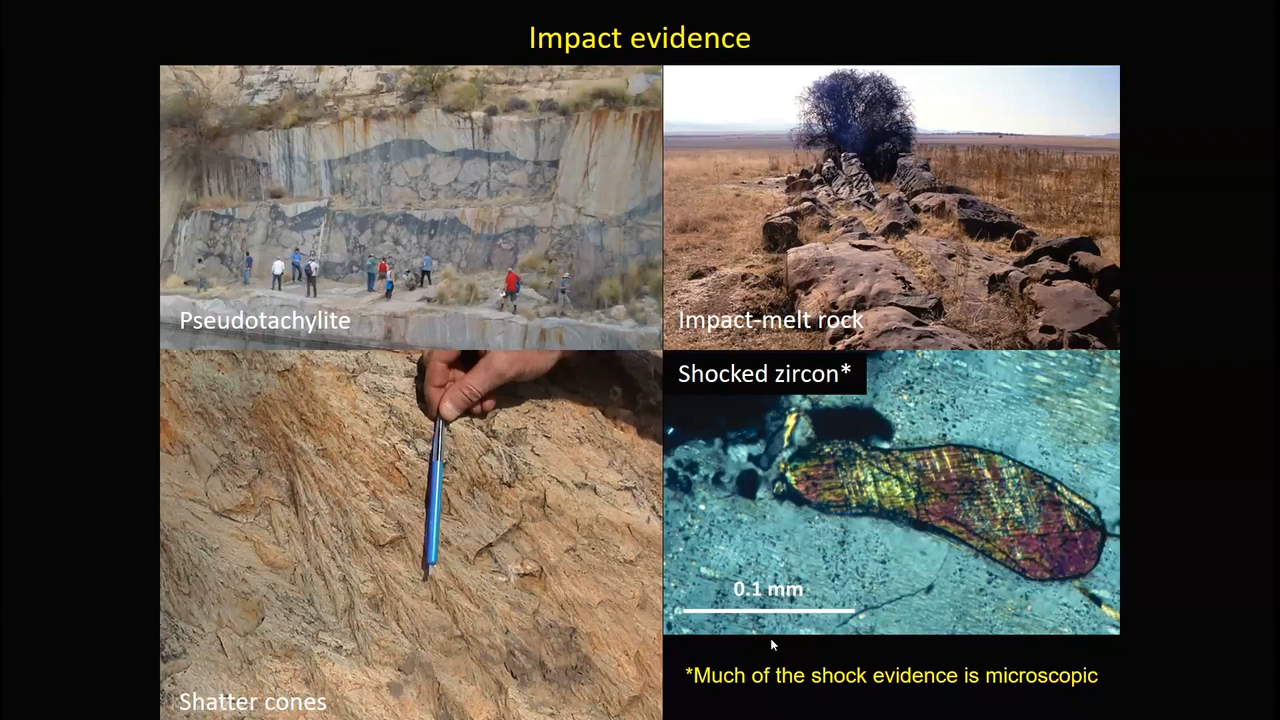 Impact evidence
Pseudotachylite
Impact-melt rock
Shatter cones
Shocked zircon*
0.1 mm
*Much of the shock evidence is microscopic